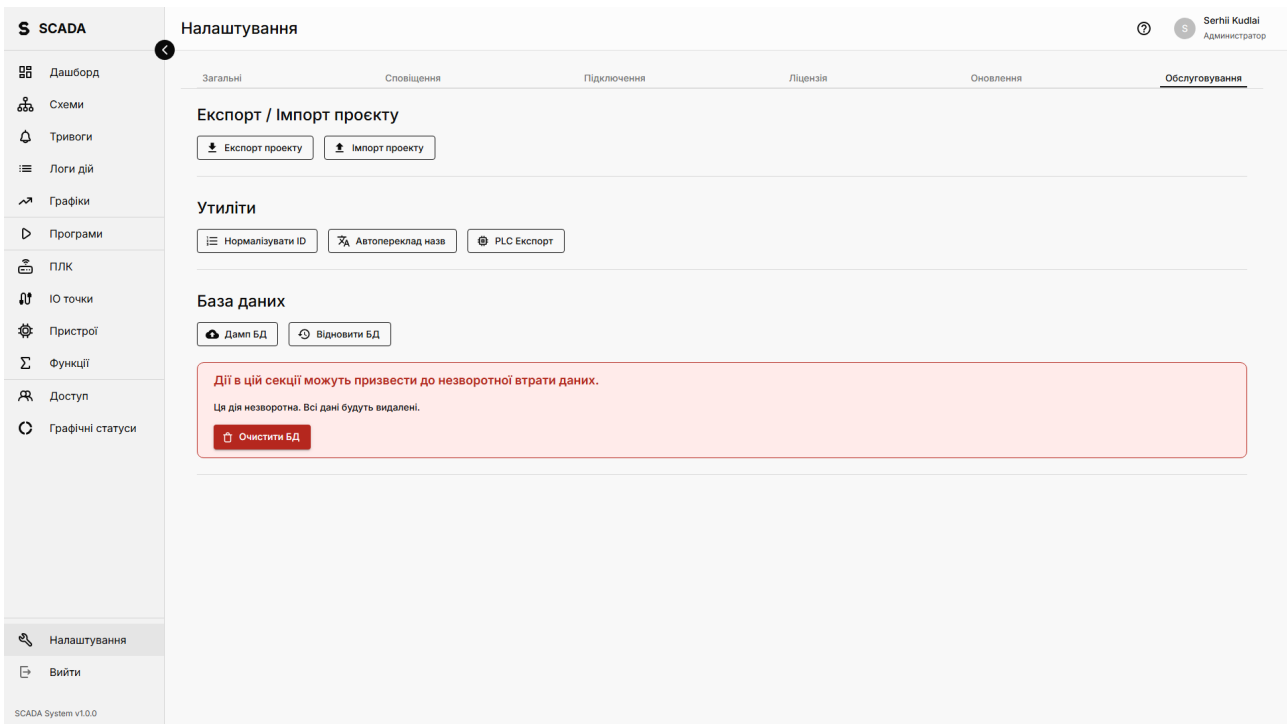 SCADA
Налаштування
Serhii Kudlai
S
Администратор
Дашборд
Схеми
Тривоги
Логи дій
Графіки
Програми
ПЛК
IO точки
Пристрої
Функції
Доступ
Графічні статуси
Налаштування
Вийти
SCADA System v1.0.0
Загальні Сповіщення Підключення Ліцензія Оновлення Обслуговування
Експорт / Імпорт проєкту
Експорт проекту Імпорт проекту
Утиліти
Нормалізувати ID Автопереклад назв PLC Експорт
База даних
Дамп БД Відновити БД
Дії в цій секції можуть призвести до незворотної втрати даних.
Ця дія незворотна. Всі дані будуть видалені.
Очистити БД